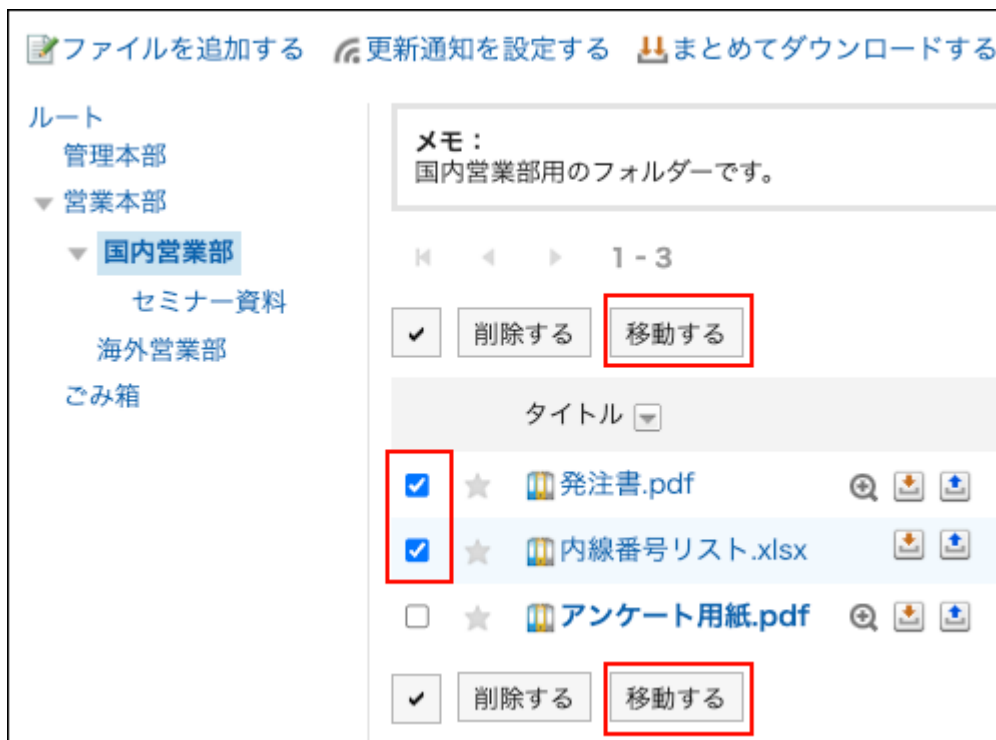 ファイルを追加する 更新通知を設定する まとめてダウンロードする
ルート
管理本部
営業本部
国内営業部
セミナー資料
海外営業部
ごみ箱
メモ：
国内営業部用のフォルダーです。
1 - 3
削除する 移動する
タイトル
発注書.pdf
内線番号リスト.xlsx
アンケート用紙.pdf
削除する 移動する